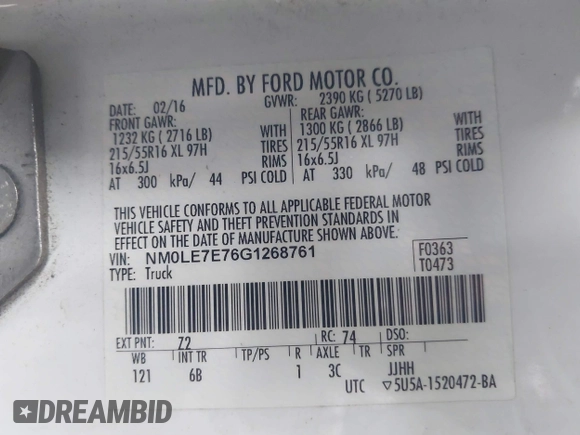 MFD. BY FORD MOTOR CO.
DATE: 02/16 GVWR: 2390 KG ( 5270 LB)
FRONT GAWR: REAR GAWR:
1232 KG ( 2716 LB) WITH 1300 KG ( 2866 LB) WITH
215/55R16 XL 97H TIRES 215/55R16 XL 97H TIRES
16x6.5J RIMS 16x6.5J RIMS
AT 300 kPa/ 44 PSI COLD AT 330 kPa/ 48 PSI COLD
THIS VEHICLE CONFORMS TO ALL APPLICABLE FEDERAL MOTOR
VEHICLE SAFETY AND THEFT PREVENTION STANDARDS IN
EFFECT ON THE DATE OF MANUFACTURE SHOWN ABOVE.
VIN: NM0LE7E76G1268761 F0363
TYPE: Truck T0473
EXT PNT: 72 RC: 74 DSO:
WB INT TR TP/PS R AXLE TR SPR
121 6B 1 3C JJHH
UTC ▽5U5A-1520472-BA
DREAMBID